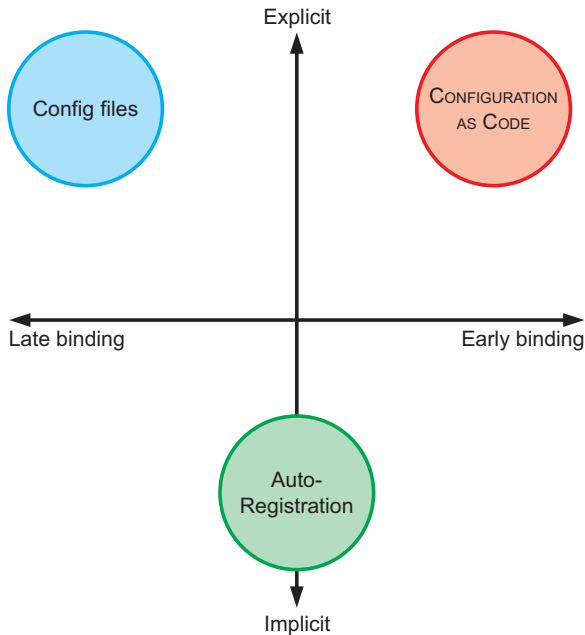 Explicit
Config files
CONFIGURATION
AS CODE
Late binding
Early binding
Auto-
Registration
Implicit